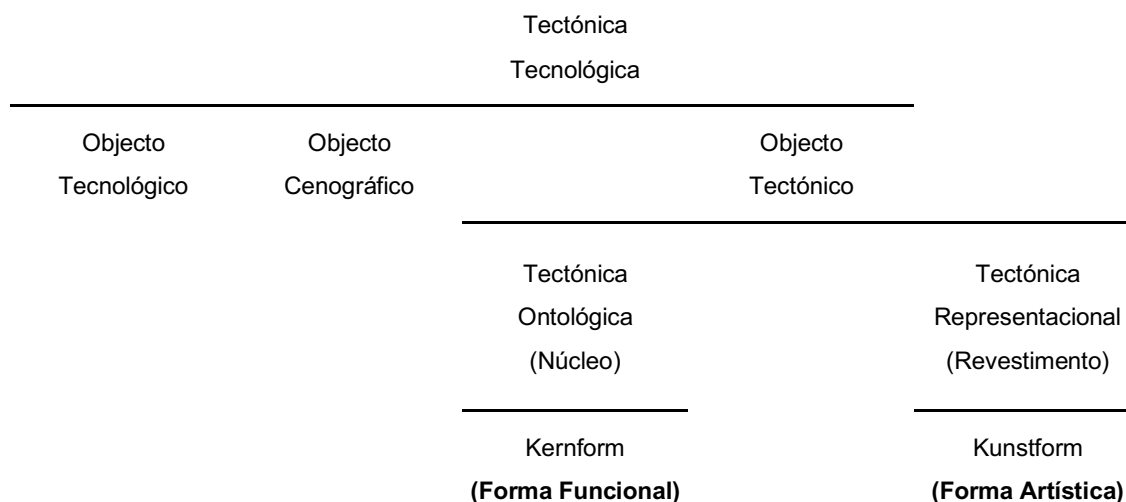 Tectónica
Tecnológica
Objecto Objecto Objecto
Tecnológico Cenográfico Tectónico
Tectónica Tectónica
Ontológica Representacional
(Núcleo) (Revestimento)
Kernform Kunstform
(Forma Funcional) (Forma Artística)